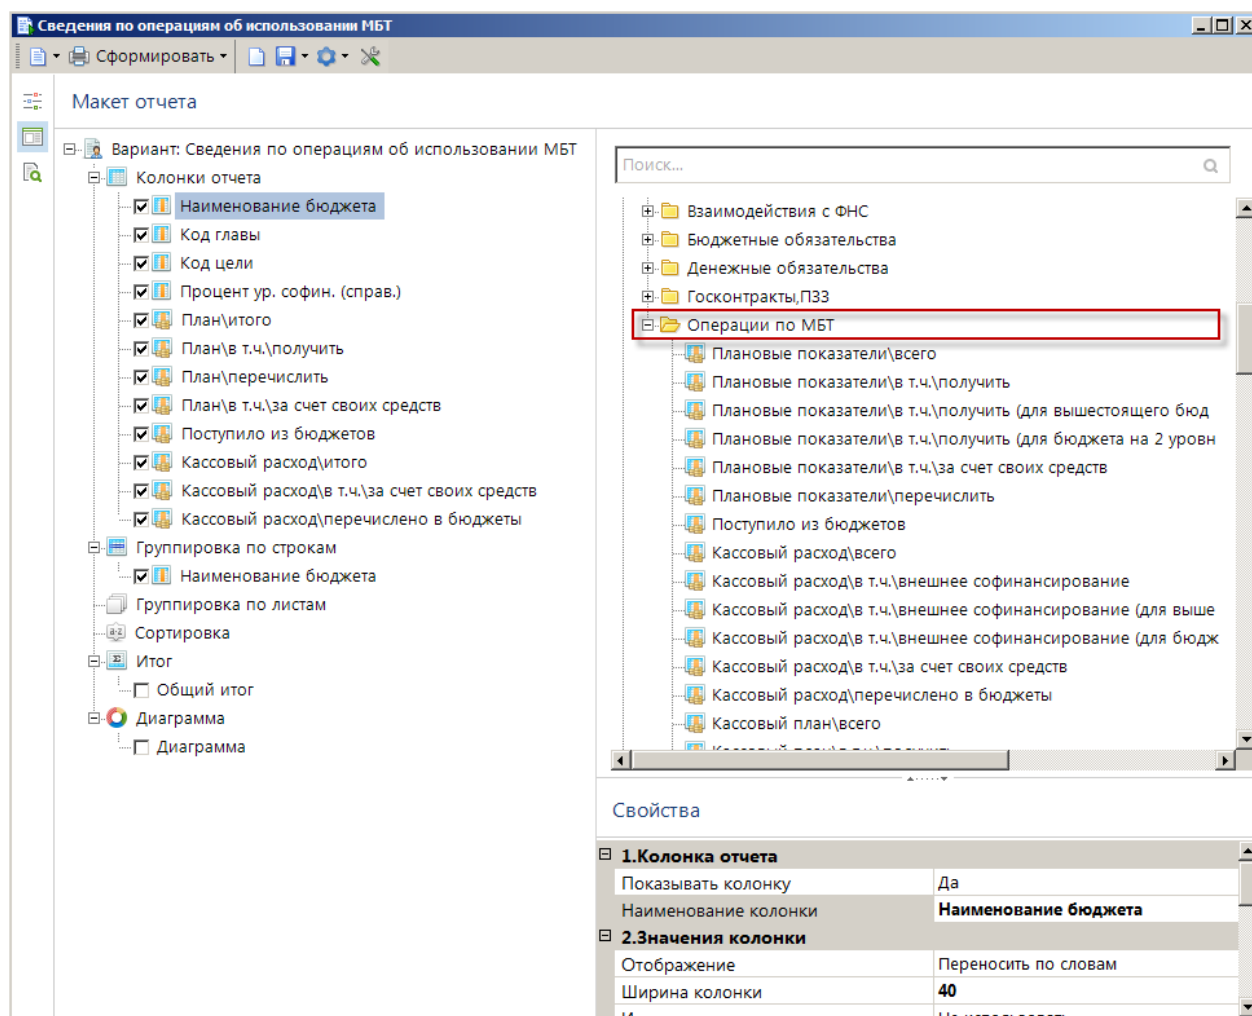 Сведения по операциям об использовании МБТ
Сформировать
Макет отчета
Вариант: Сведения по операциям об использовании МБТ
Колонки отчета
Наименование бюджета
Код главы
Код цели
Процент ур. софин. (справ.)
План\итого
План\в т.ч.\получить
План\перечислить
План\в т.ч.\за счет своих средств
Поступило из бюджетов
Кассовый расход\итого
Кассовый расход\в т.ч.\за счет своих средств
Кассовый расход\перечислено в бюджеты
Группировка по строкам
Наименование бюджета
Группировка по листам
a-z Сортировка
Σ Итог
Общий итог
Диаграмма
Диаграмма
Поиск...
Взаимодействия с ФНС
Бюджетные обязательства
Денежные обязательства
Госконтракты,ПЗЗ
Операции по МБТ
Плановые показатели\всего
Плановые показатели\в т.ч.\получить
Плановые показатели\в т.ч.\получить (для вышестоящего бюд
Плановые показатели\в т.ч.\получить (для бюджета на 2 уровн
Плановые показатели\в т.ч.\за счет своих средств
Плановые показатели\перечислить
Поступило из бюджетов
Кассовый расход\всего
Кассовый расход\в т.ч.\внешнее софинансирование
Кассовый расход\в т.ч.\внешнее софинансирование (для выше
Кассовый расход\в т.ч.\внешнее софинансирование (для бюдж
Кассовый расход\в т.ч.\за счет своих средств
Кассовый расход\перечислено в бюджеты
Кассовый план\всего
Свойства
1.Колонка отчета
Показывать колонку Да
Наименование колонки Наименование бюджета
2.Значения колонки
Отображение Переносить по словам
Ширина колонки 40